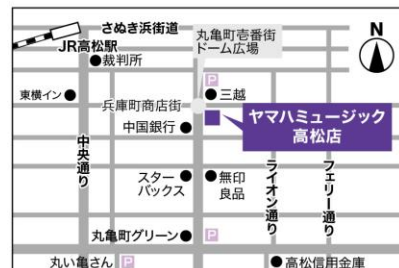 さぬき浜街道
丸亀町壱番街
ドーム広場
N
JR高松駅
裁判所
P
三越
東横イン
兵庫町商店街
ヤマハミュージック
高松店
中国銀行
中央通り
スター
バックス
無印
良品
ライオン通り
フェリー通り
丸亀町グリーン
P
丸い亀さん
P
高松信用金庫